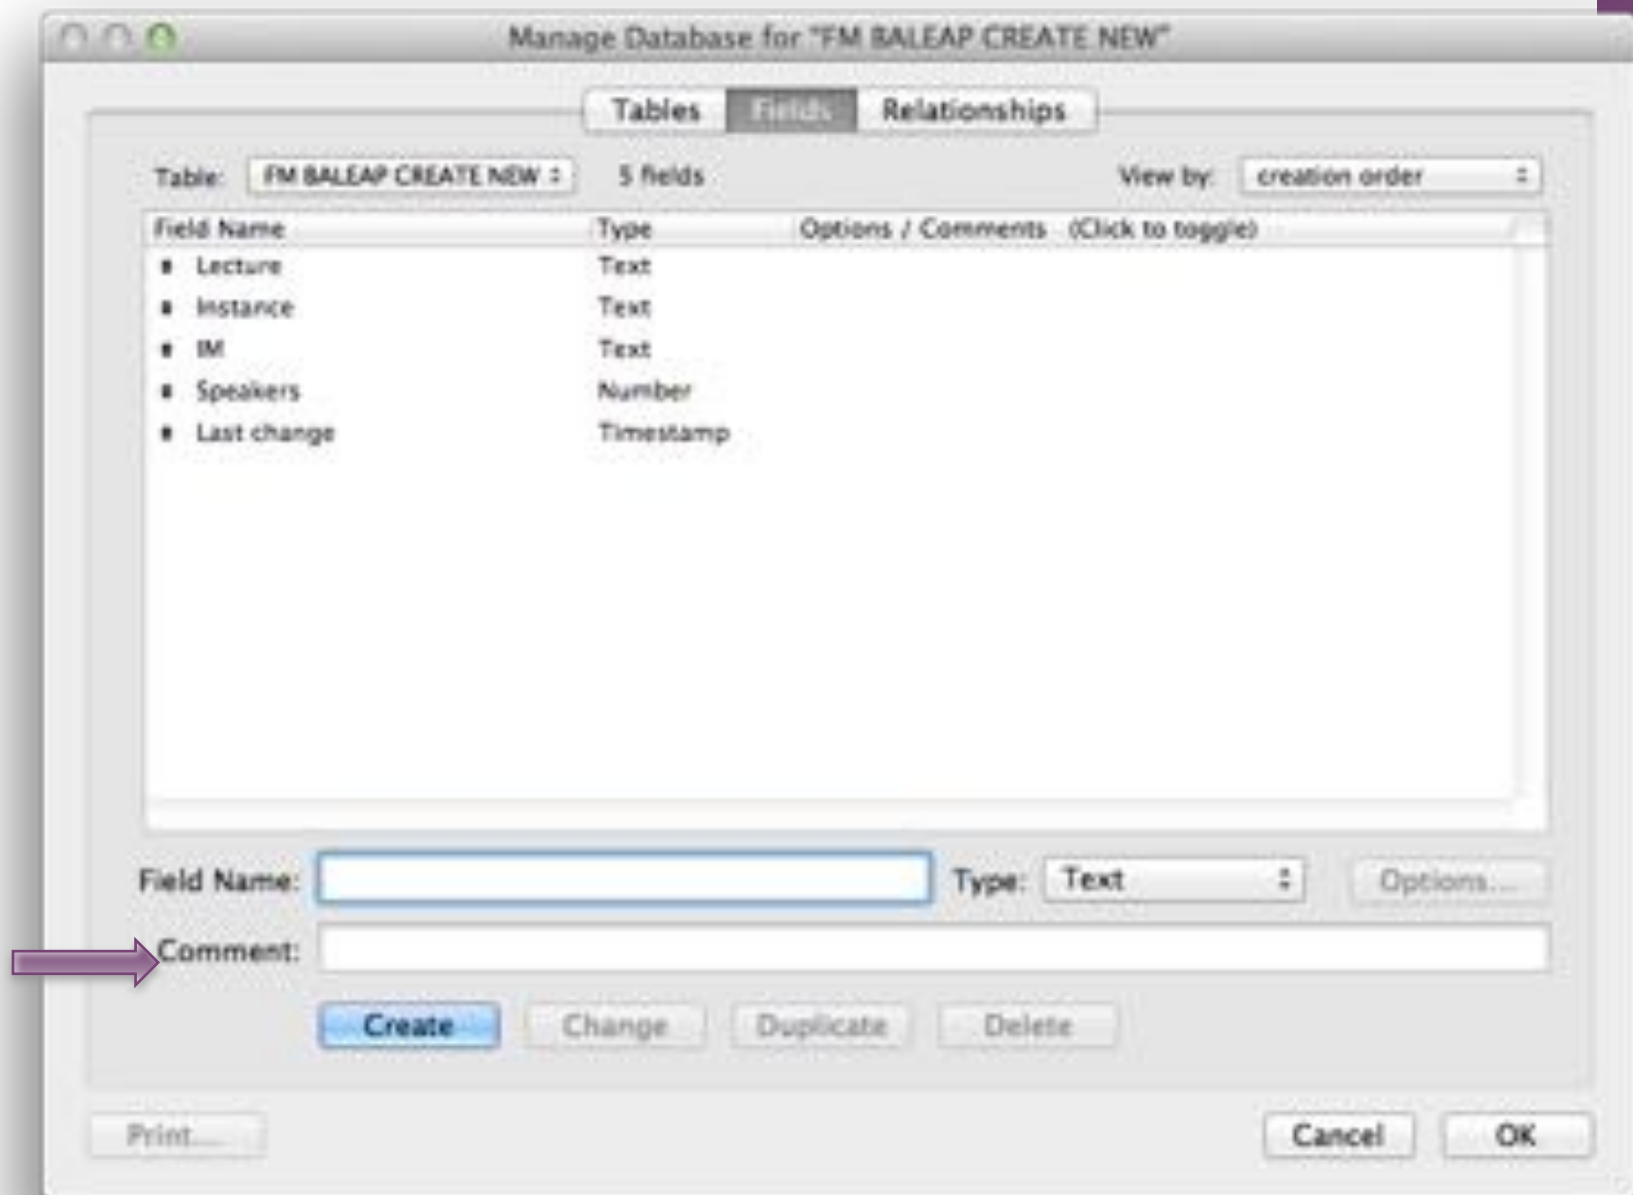 Manage Database for "FM BALEAP CREATE NEW"
Tables Fields Relationships
Table: FM BALEAP CREATE NEW 5 fields View by: creation order
Field Name Type Options / Comments (Click to toggle)
Lecture Text
Instance Text
IM Text
Speakers Number
Last change Timestamp
Field Name: Type: Text Options...
Comment:
Create Change Duplicate Delete
Print... Cancel OK